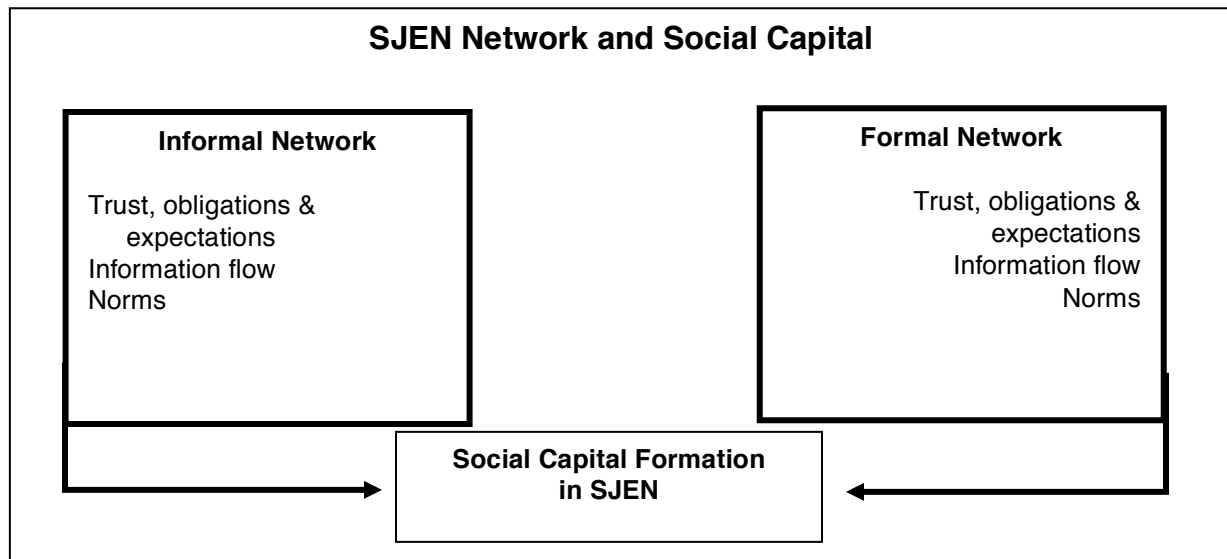 SJEN Network and Social Capital
Informal Network
Trust, obligations &
expectations
Information flow
Norms
Formal Network
Trust, obligations &
expectations
Information flow
Norms
Social Capital Formation
in SJEN